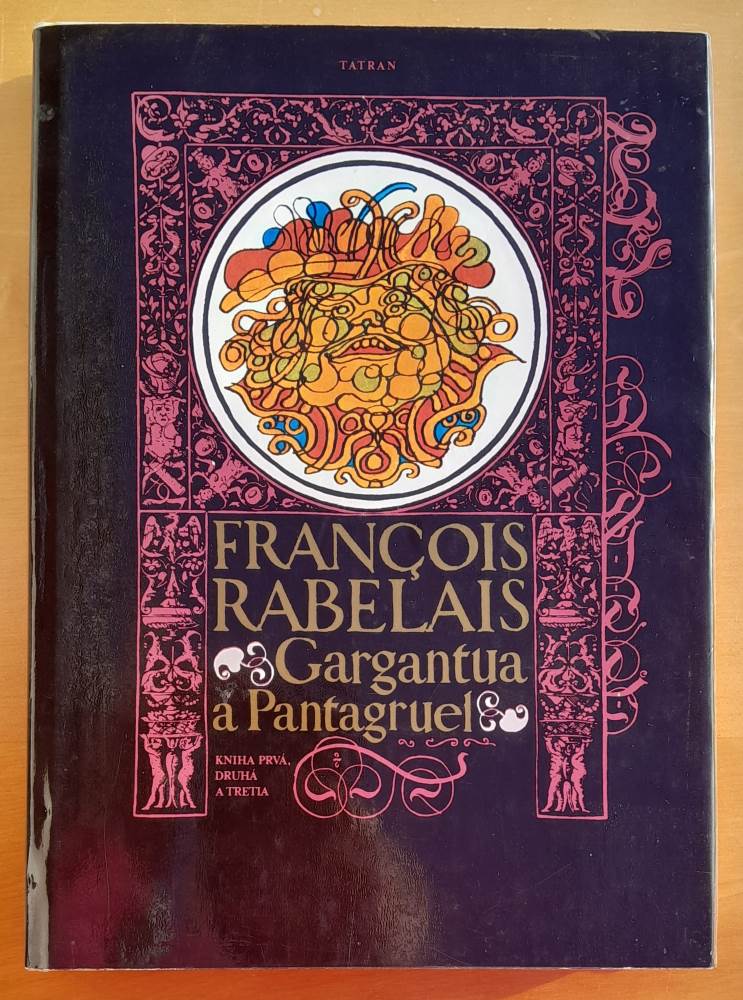 TATRAN
FRANÇOIS
RABELAIS
Gargantua
a Pantagruel
KNIHA PRVÁ,
DRUHÁ
A TRETIA